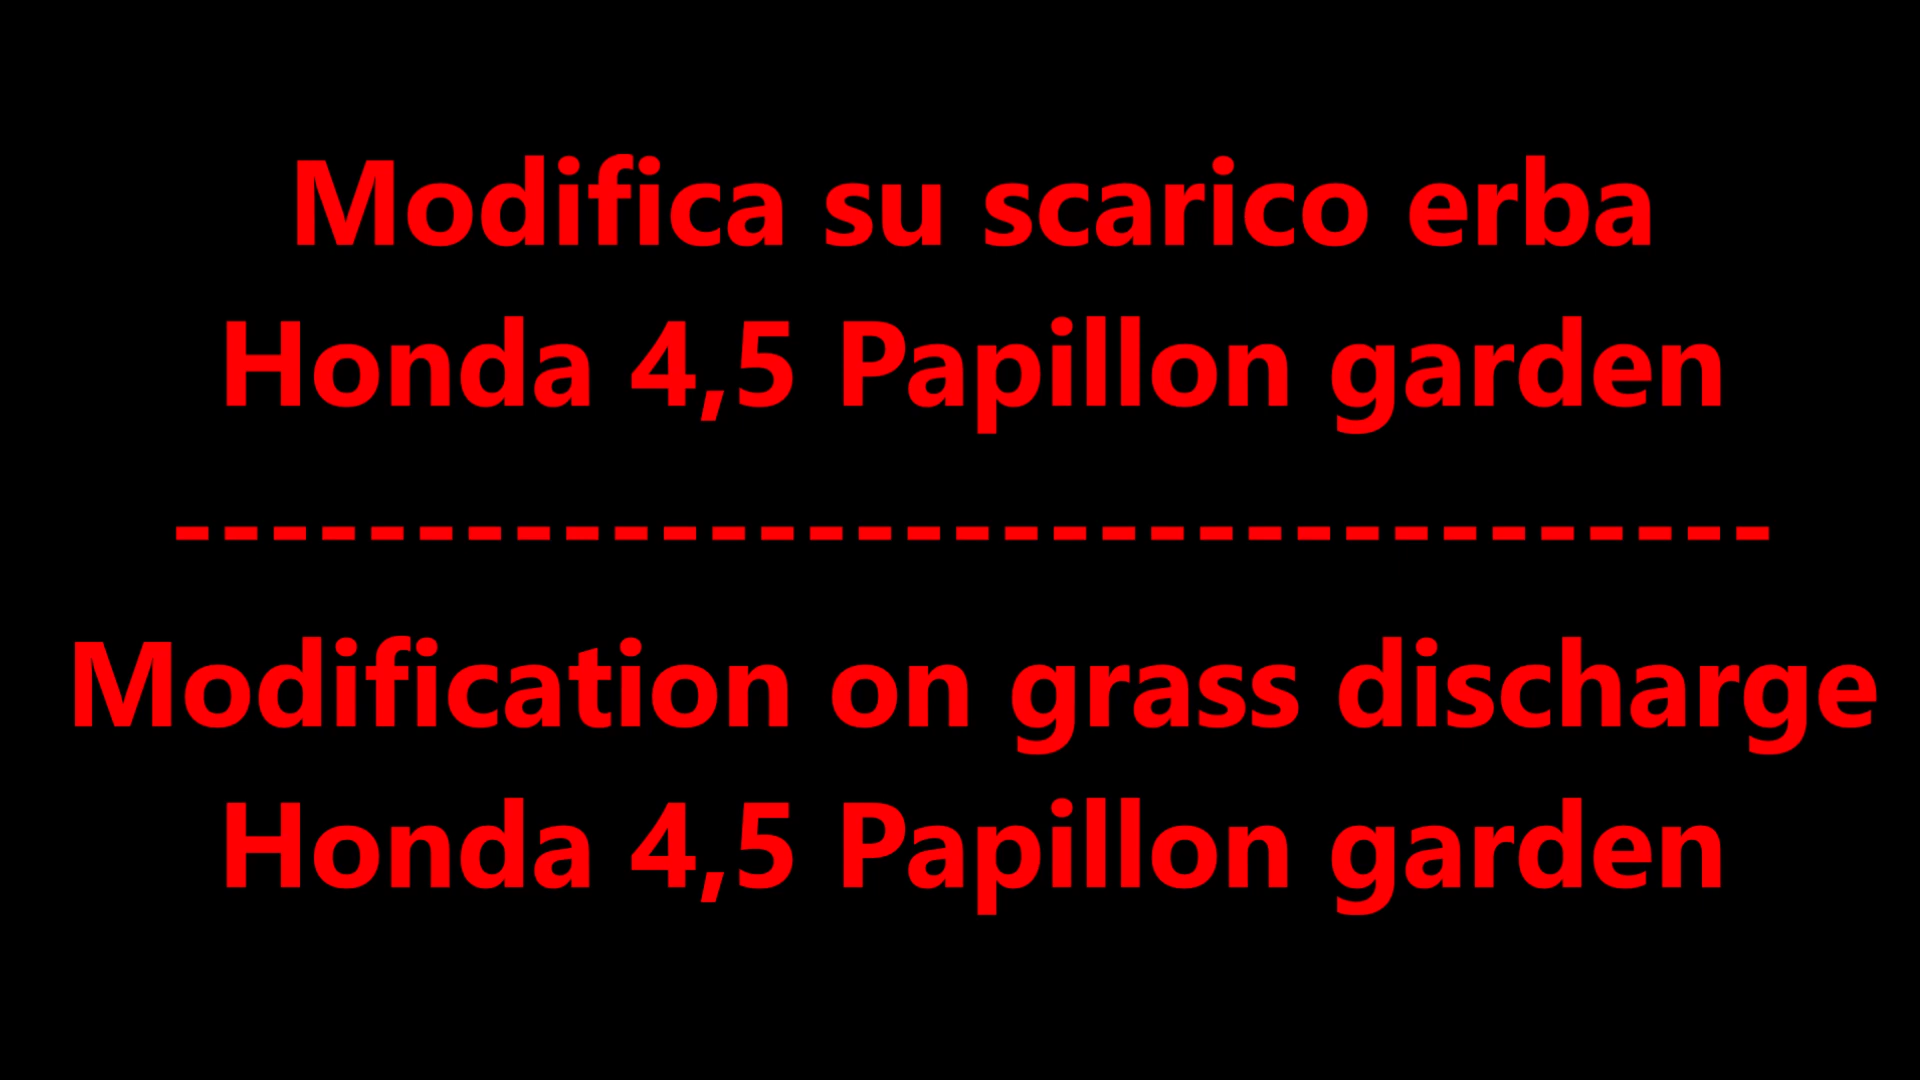 Modifica su scarico erba
Honda 4,5 Papillon garden
---------------------------------
Modification on grass discharge
Honda 4,5 Papillon garden